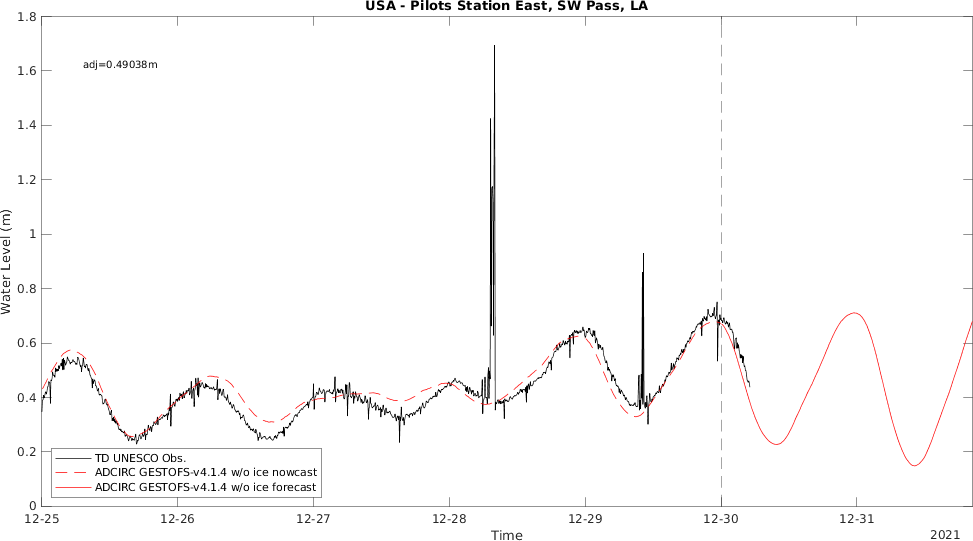 USA - Pilots Station East, SW Pass, LA
adj=0.49038m
1.8
1.6
1.4
1.2
1
0.8
0.6
0.4
0.2
0
Water Level (m)
TD UNESCO Obs.
ADCIRC GESTOFS-v4.1.4 w/o ice nowcast
ADCIRC GESTOFS-v4.1.4 w/o ice forecast
12-25
12-26
12-27
12-28
12-29
12-30
12-31
Time
2021